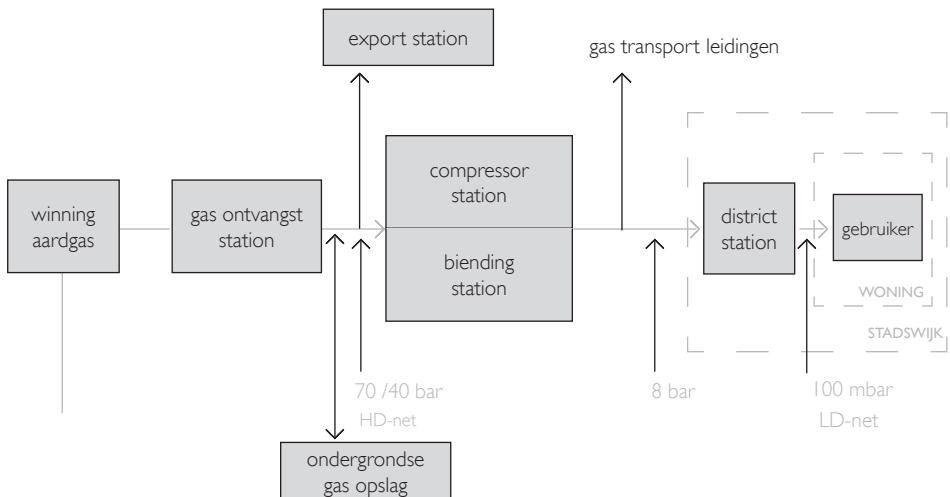 export station
gas transport leidingen
winning
aardgas
gas ontvangst
station
compressor
station
biending
station
district
station
gebruiker
WONING
STADSWIJK
70 /40 bar
HD-net
8 bar
100 mbar
LD-net
ondergrondse
gas opslag